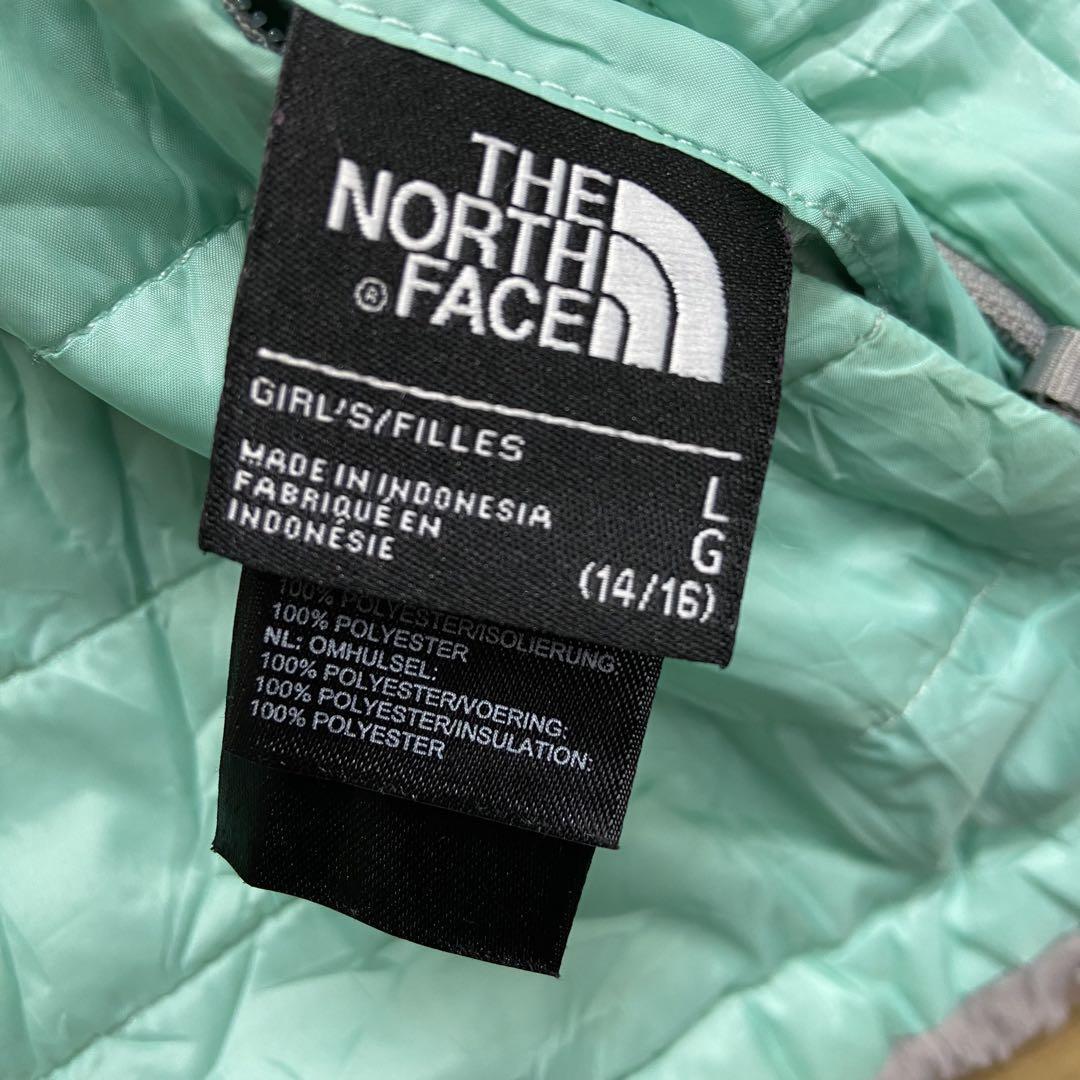 THE
NORTH
FACE
®
GIRL'S/FILLES
MADE IN INDONESIA
FABRIQUÉ EN
INDONÉSIE
L
G
(14/16)
100% POLYESTER/ISOLIERUNG:
100% POLYESTER
NL: OMHULSEL:
100% POLYESTER/VOERING:
100% POLYESTER/INSULATION:
100% POLYESTER